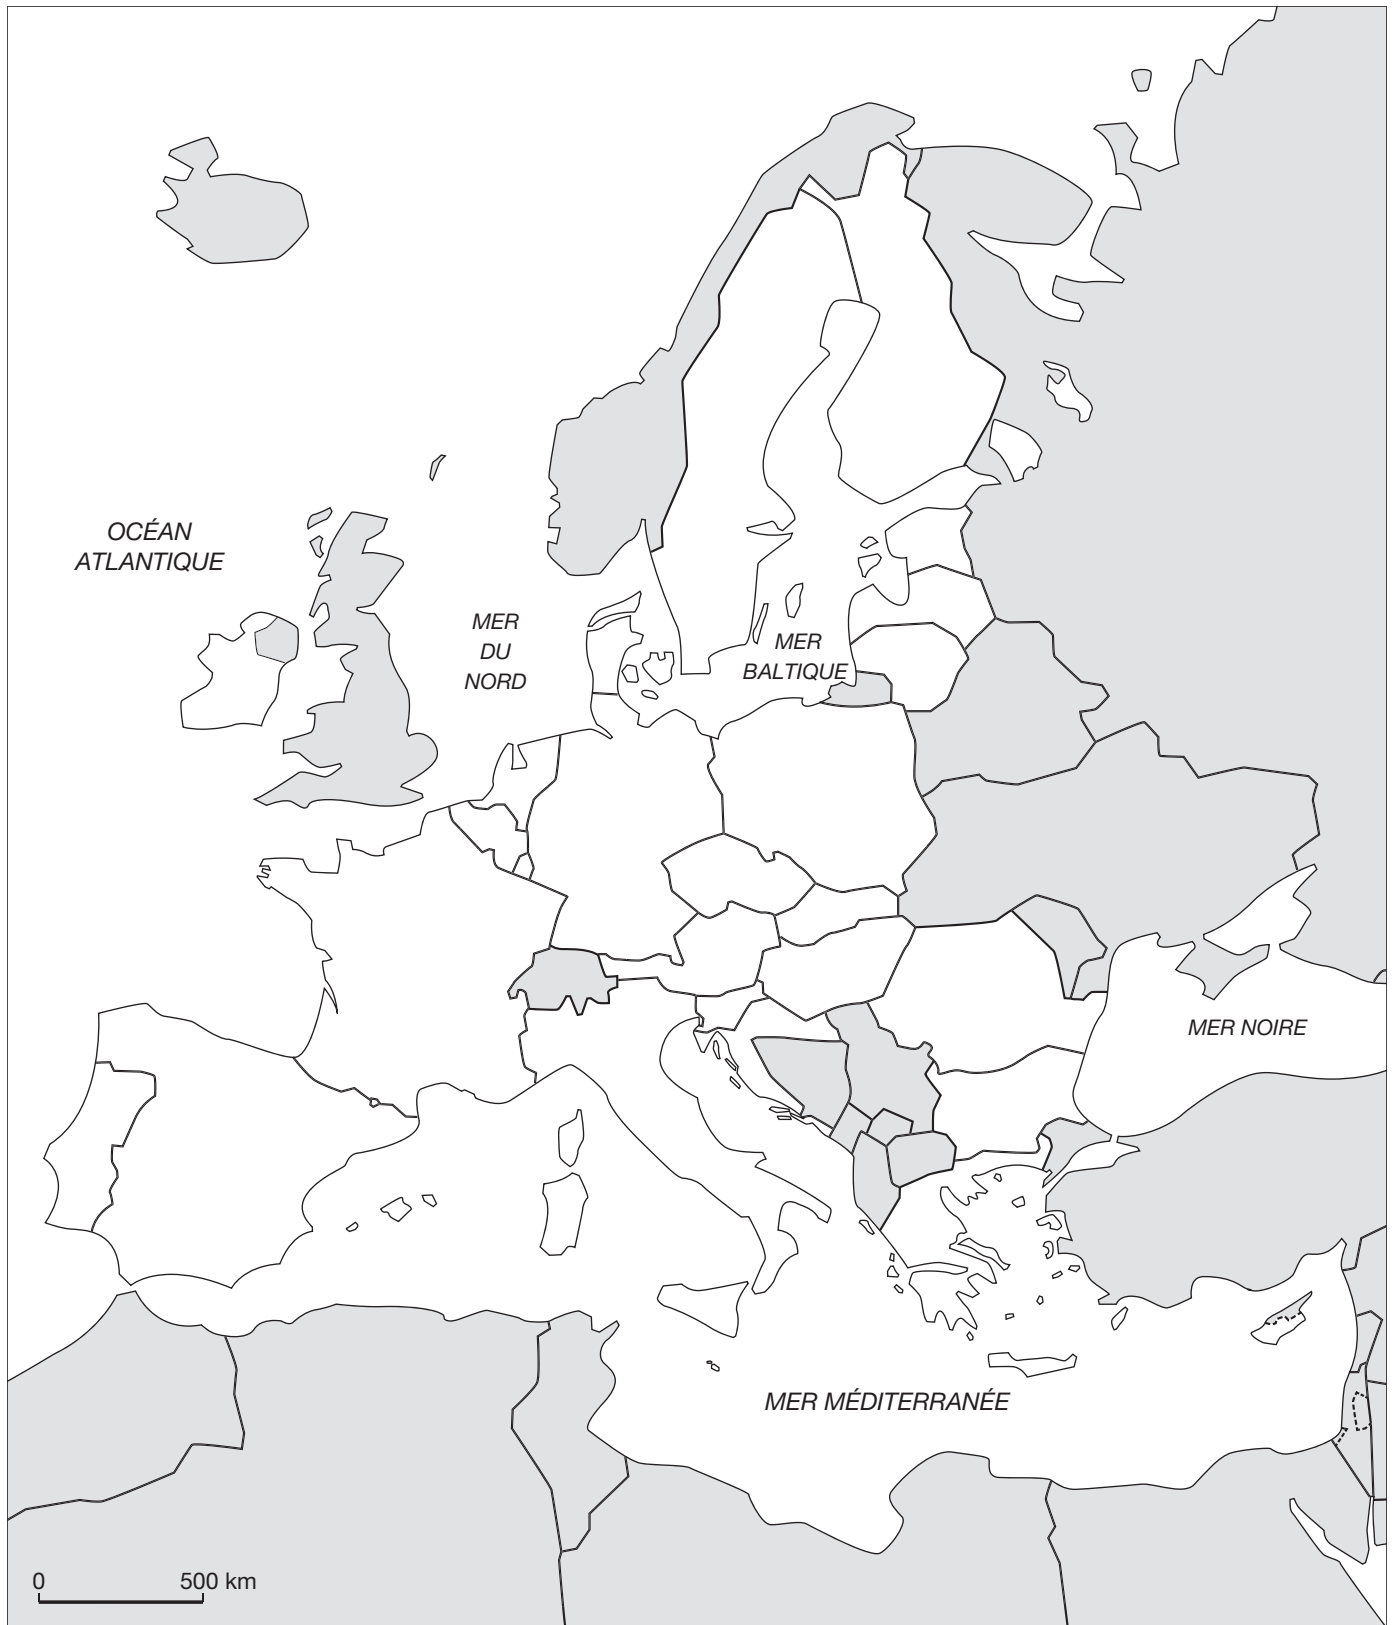 OCÉAN
ATLANTIQUE
MER
DU
NORD
MER
BALTIQUE
MER NOIRE
MER MÉDITERRANÉE
0 500 km